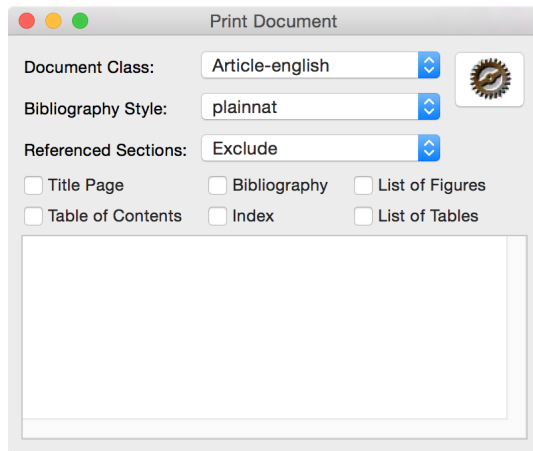 Print Document
Document Class: Article-english
Bibliography Style: plainnat
Referenced Sections: Exclude
Title Page Bibliography List of Figures
Table of Contents Index List of Tables